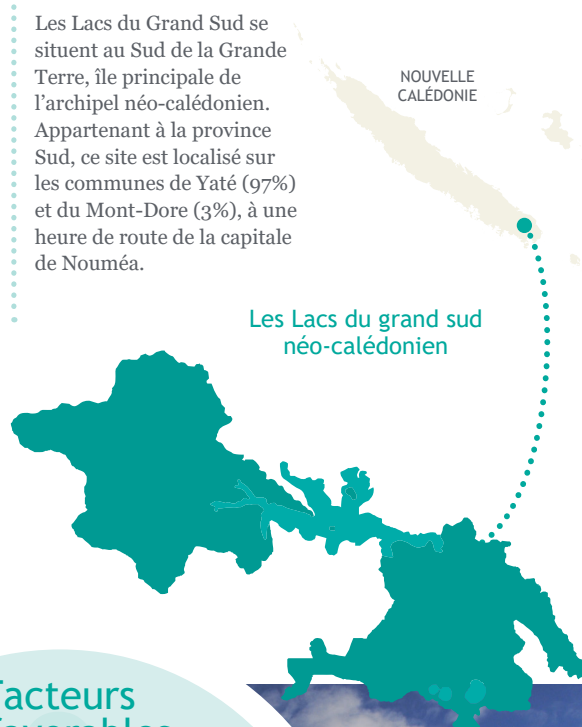 Les Lacs du Grand Sud se
situent au Sud de la Grande
Terre, île principale de
l’archipel néo-calédonien.
Appartenant à la province
Sud, ce site est localisé sur
les communes de Yaté (97%)
et du Mont-Dore (3%), à une
heure de route de la capitale
de Nouméa.
NOUVELLE
CALÉDONIE
Les Lacs du grand sud
néo-calédonien
Facteurs